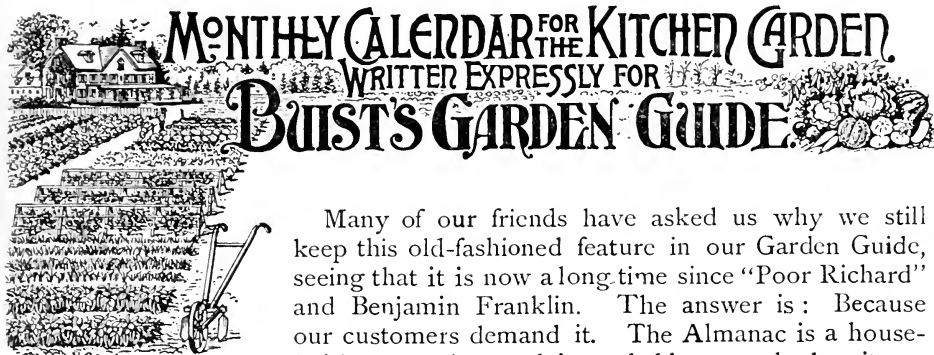 MONTHLY CALENDAR FOR THE KITCHEN GARDEN
WRITTEN EXPRESSLY FOR
BUIST'S GARDEN GUIDE.
Many of our friends have asked us why we still
keep this old-fashioned feature in our Garden Guide,
seeing that it is now a long time since "Poor Richard"
and Benjamin Franklin. The answer is: Because
our customers demand it. The Almanac is a house-